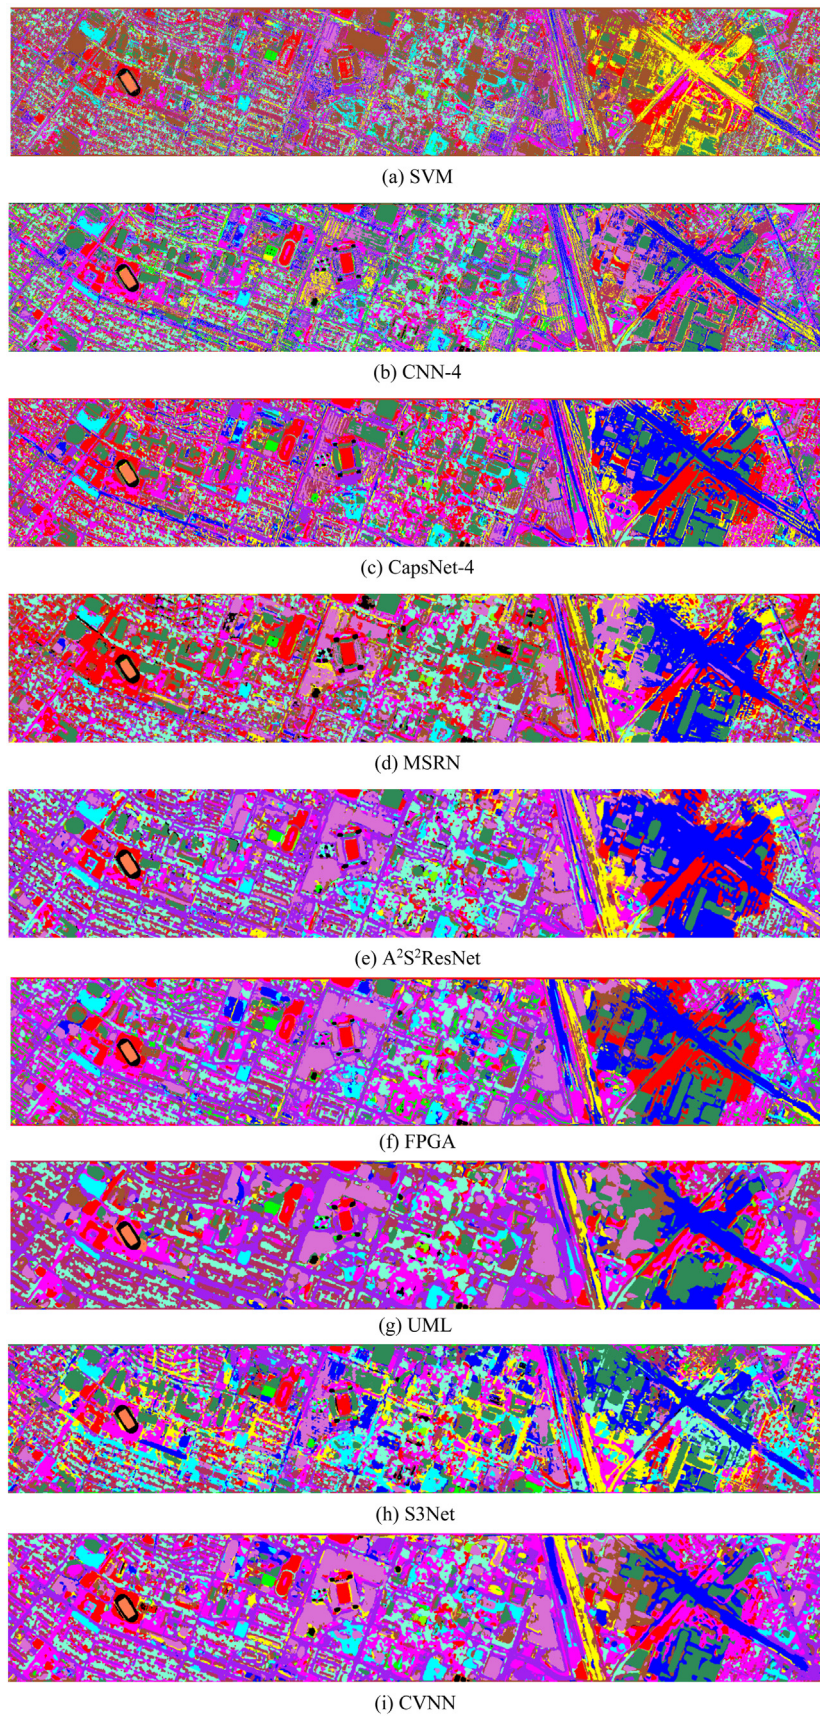 (a) SVM
(b) CNN-4
(c) CapsNet-4
(d) MSRN
(e) A²S²ResNet
(f) FPGA
(g) UML
(h) S3Net
(i) CVNN